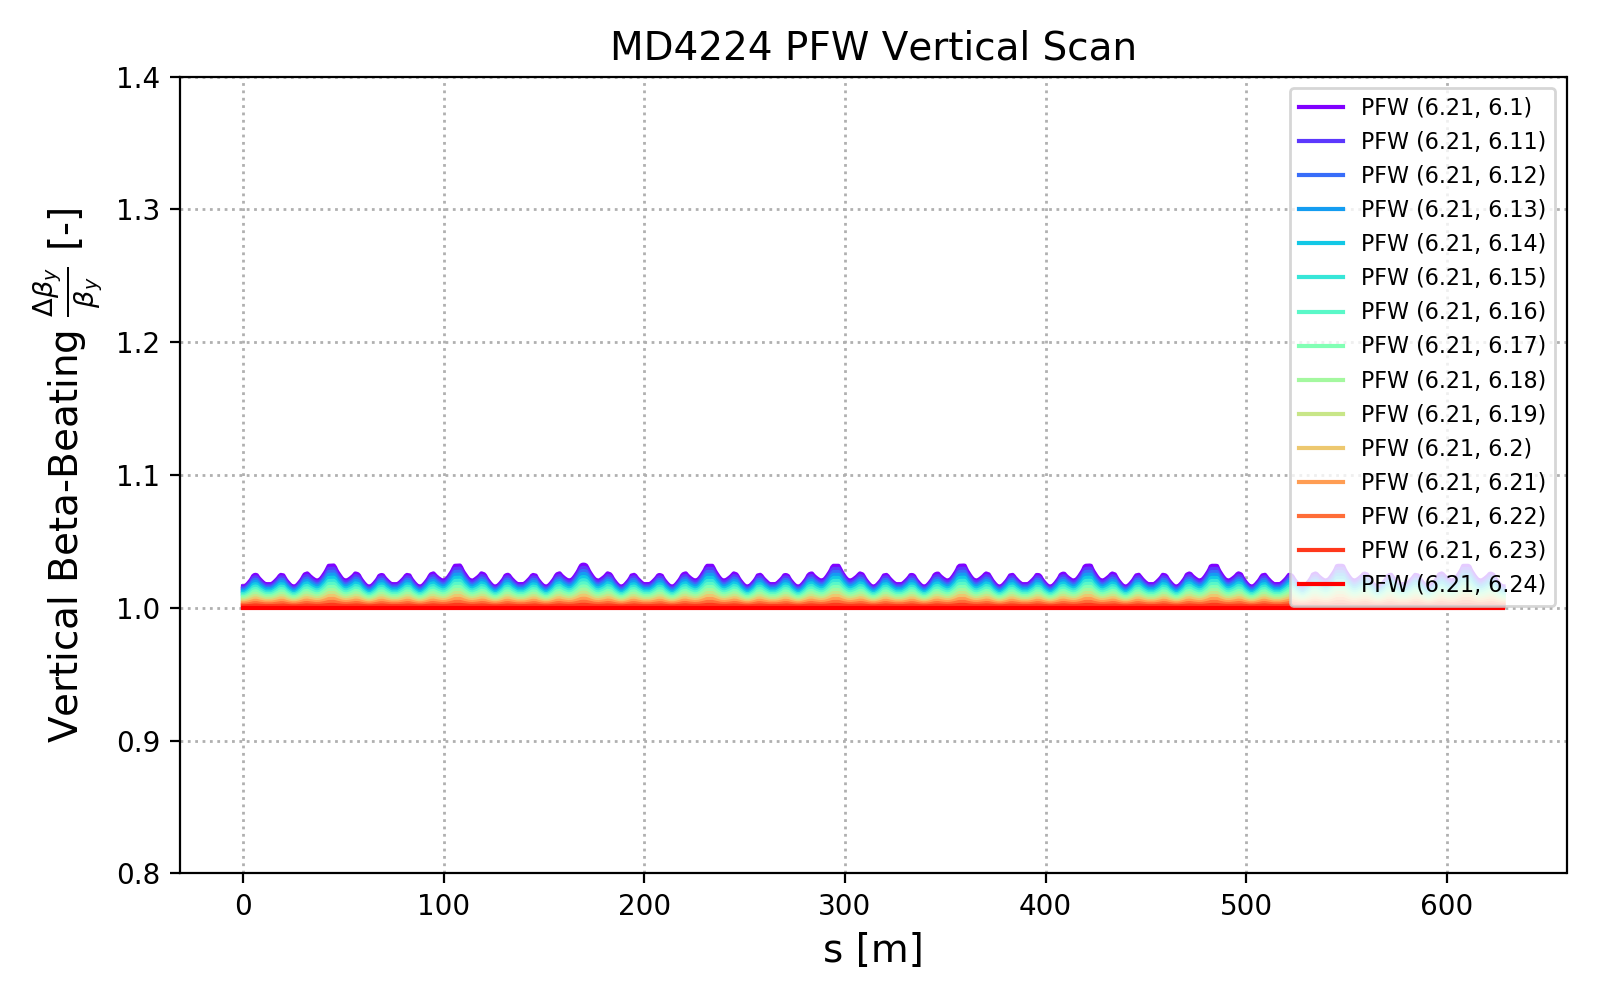 MD4224 PFW Vertical Scan
Vertical Beta-Beating Δβy/βy [-]
1.4
1.3
1.2
1.1
1.0
0.9
0.8
0
100
200
300
400
500
600
s [m]
PFW (6.21, 6.1)
PFW (6.21, 6.11)
PFW (6.21, 6.12)
PFW (6.21, 6.13)
PFW (6.21, 6.14)
PFW (6.21, 6.15)
PFW (6.21, 6.16)
PFW (6.21, 6.17)
PFW (6.21, 6.18)
PFW (6.21, 6.19)
PFW (6.21, 6.2)
PFW (6.21, 6.21)
PFW (6.21, 6.22)
PFW (6.21, 6.23)
PFW (6.21, 6.24)